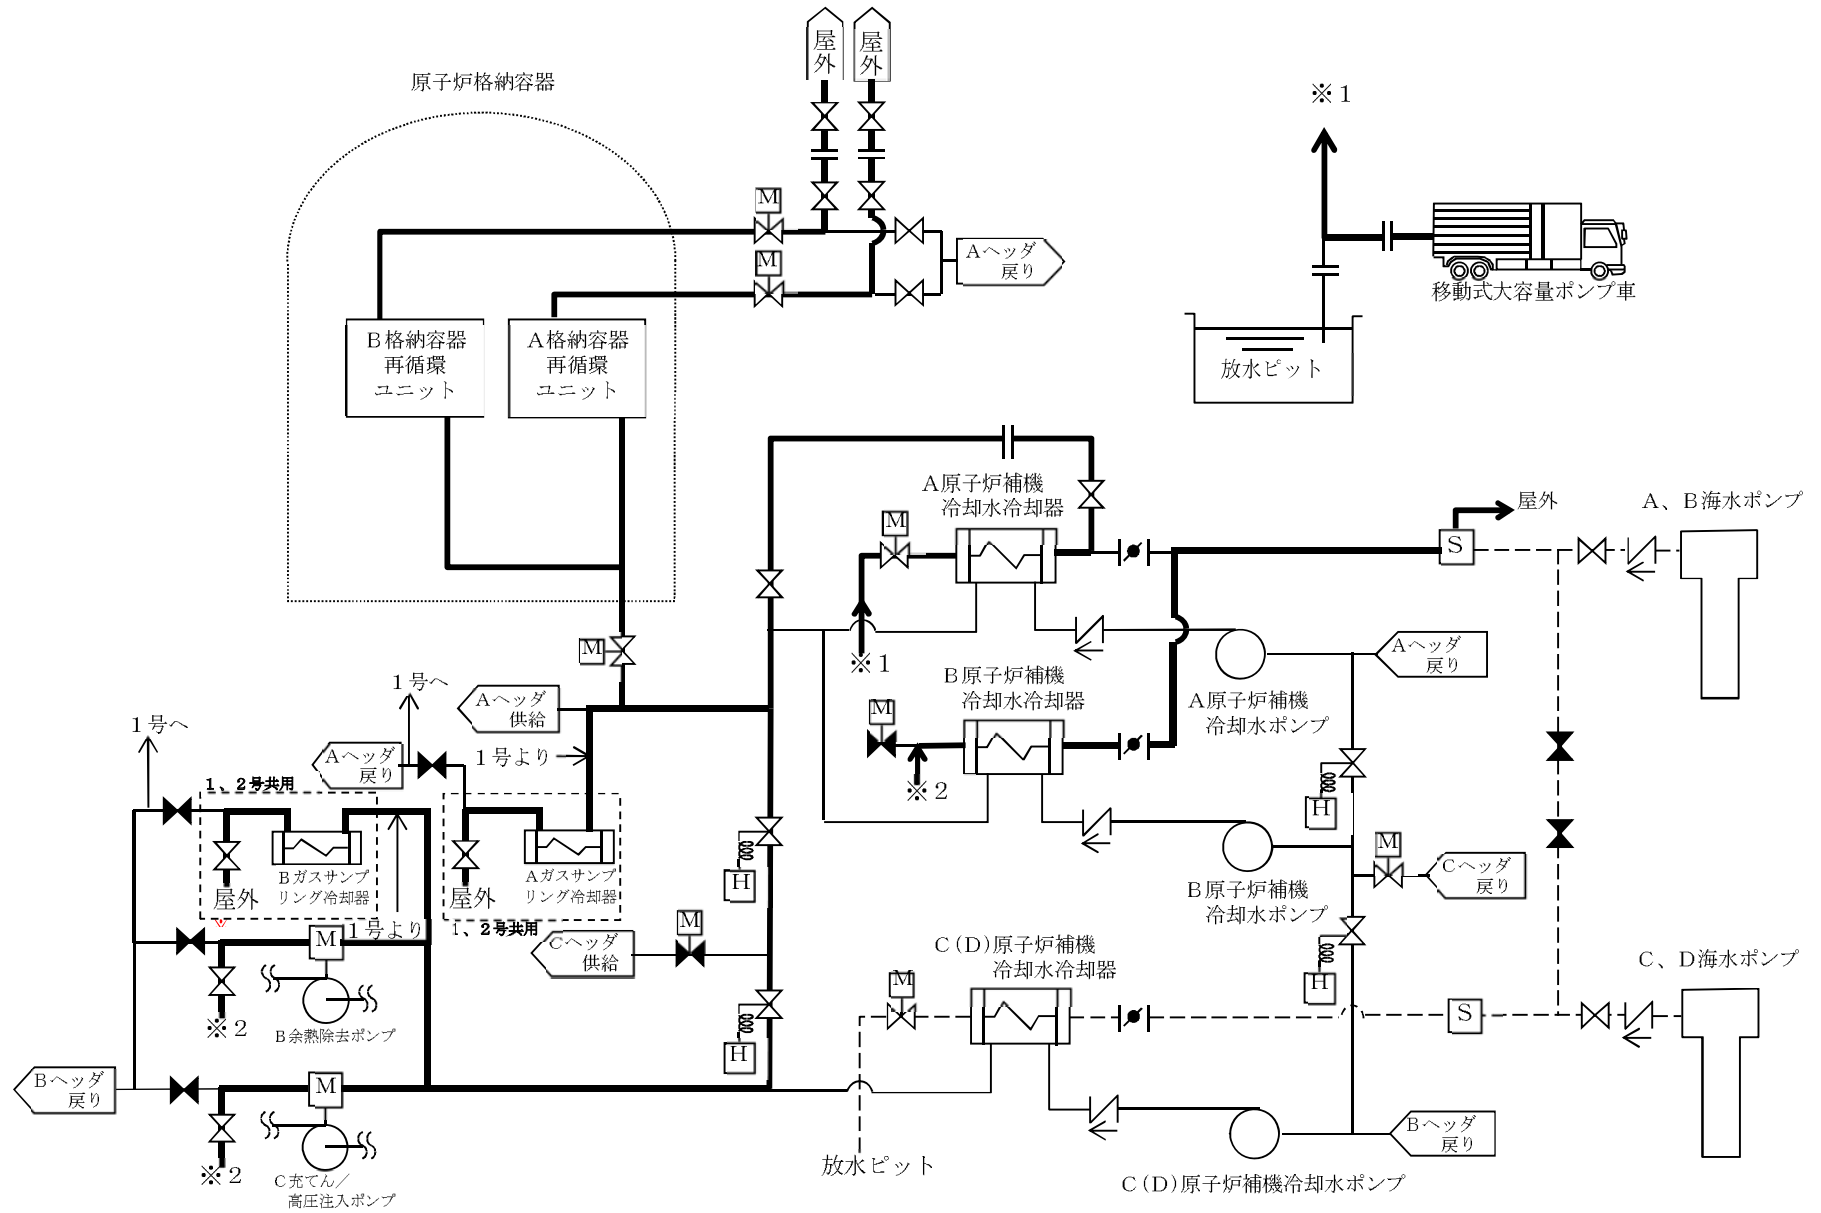 屋外
屋外
原子炉格納容器
※1
M
M
Aヘッダ
戻り
移動式大容量ポンプ車
B格納容器
再循環
ユニット
A格納容器
再循環
ユニット
放水ピット
A原子炉補機
冷却水冷却器
M
屋外
S
A、B海水ポンプ
M
※1
B原子炉補機
冷却水冷却器
Aヘッダ
戻り
A原子炉補機
冷却水ポンプ
M
※2
1号へ
Aヘッダ
供給
1号へ
Aヘッダ
戻り
1号より
1、2号共用
H
H
M
Cヘッダ
戻り
Bガスサンプ
リング冷却器
屋外
Aガスサンプ
リング冷却器
屋外
1、2号共用
1号より
B原子炉補機
冷却水ポンプ
M
Cヘッダ
供給
C(D)原子炉補機
冷却水冷却器
M
H
C、D海水ポンプ
S
M
※2
B余熱除去ポンプ
H
Bヘッダ
戻り
M
※2
C充てん/
高圧注入ポンプ
放水ピット
Bヘッダ
戻り
C(D)原子炉補機冷却水ポンプ